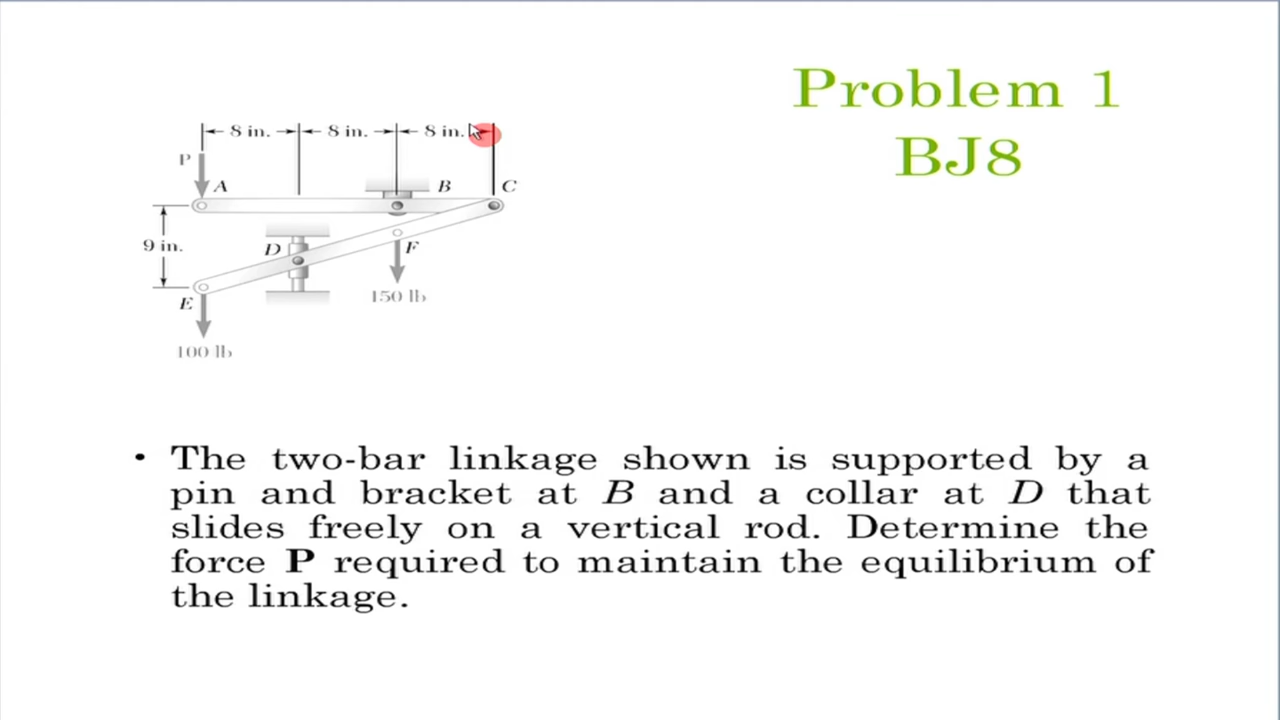 Problem 1
BJ8
8 in. 8 in. 8 in.
P
A B C
9 in.
D F
150 lb
E
100 lb
• The two-bar linkage shown is supported by a
pin and bracket at B and a collar at D that
slides freely on a vertical rod. Determine the
force P required to maintain the equilibrium of
the linkage.